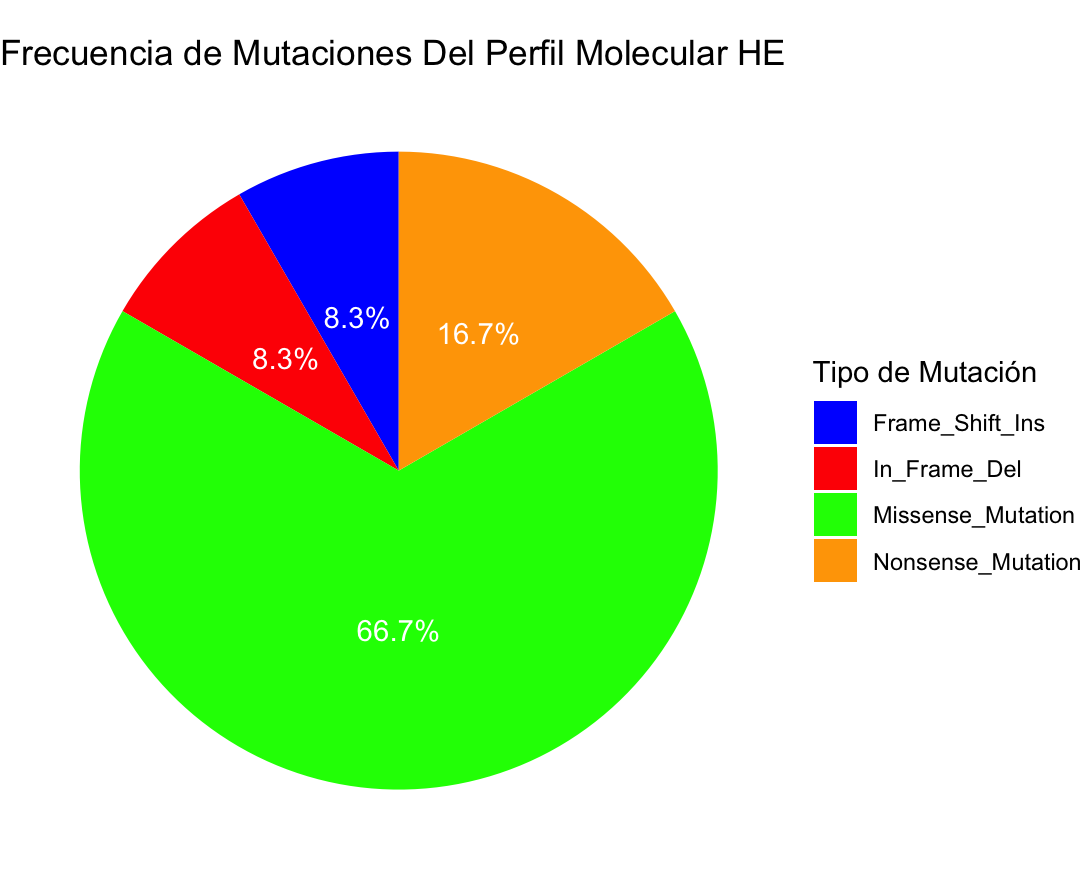 Frecuencia de Mutaciones Del Perfil Molecular HE
8.3%
16.7%
8.3%
66.7%
Tipo de Mutación
Frame_Shift_Ins
In_Frame_Del
Missense_Mutation
Nonsense_Mutation